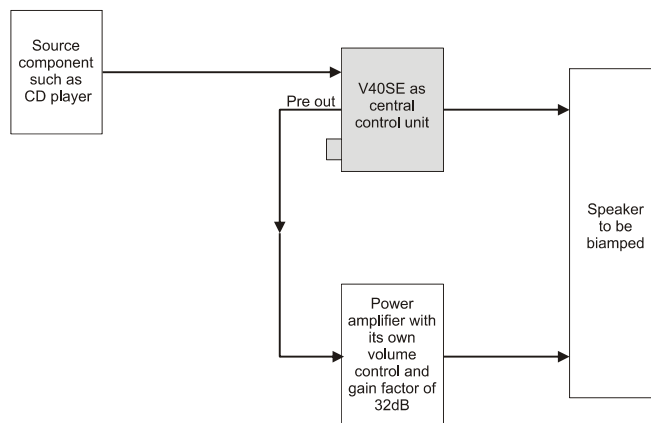 Source
component
such as
CD player
V40SE as
central
control unit
Pre out
Speaker
to be
biamped
Power
amplifier with
its own
volume
control and
gain factor of
32dB